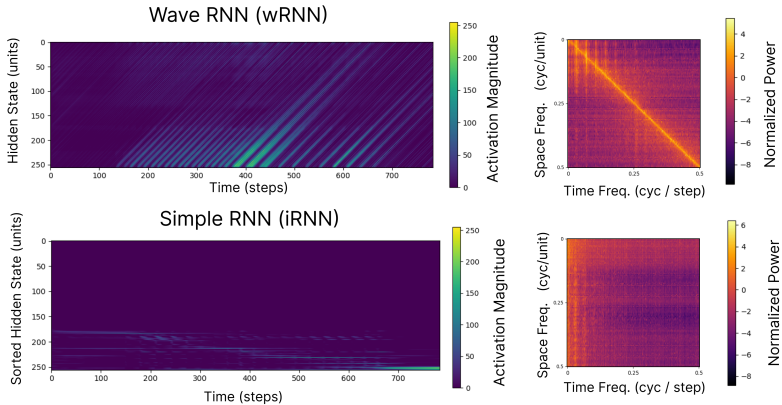 Wave RNN (wRNN)
Hidden State (units)
0
50
100
150
200
250
0 100 200 300 400 500 600 700
Time (steps)
250
200
150
100
50
0
Activation Magnitude
Space Freq. (cyc/unit)
0
0.25
0.5
0 0.25 0.5
Time Freq. (cyc / step)
4
2
0
−2
−4
−6
−8
Normalized Power
Simple RNN (iRNN)
Sorted Hidden State (units)
0
50
100
150
200
250
0 100 200 300 400 500 600 700
Time (steps)
250
200
150
100
50
0
Activation Magnitude
Space Freq. (cyc/unit)
0
0.25
0.5
0 0.25 0.5
Time Freq. (cyc / step)
6
4
2
0
−2
−4
−6
−8
Normalized Power